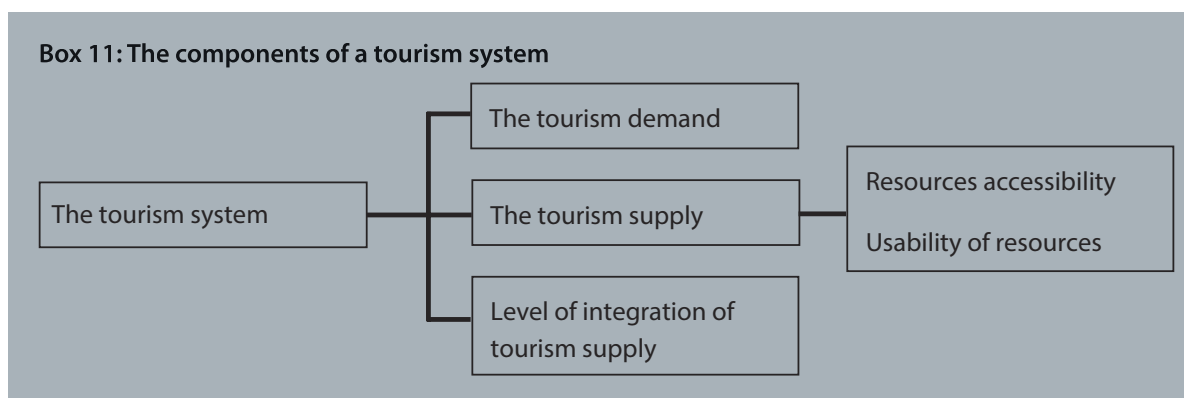 Box 11: The components of a tourism system
The tourism system
The tourism demand
The tourism supply
Level of integration of
tourism supply
Resources accessibility
Usability of resources